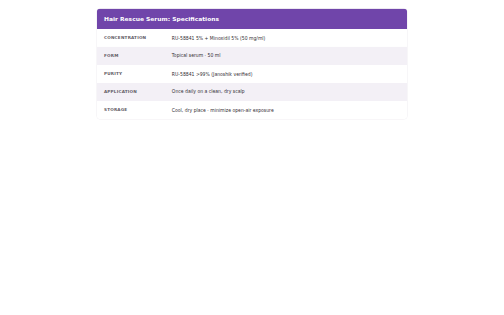 Hair Rescue Serum: Specifications
CONCENTRATION RU-58841 5% + Minoxidil 5% (50 mg/ml)
FORM Topical serum · 50 ml
PURITY RU-58841 >99% (Janoshik verified)
APPLICATION Once daily on a clean, dry scalp
STORAGE Cool, dry place · minimize open-air exposure